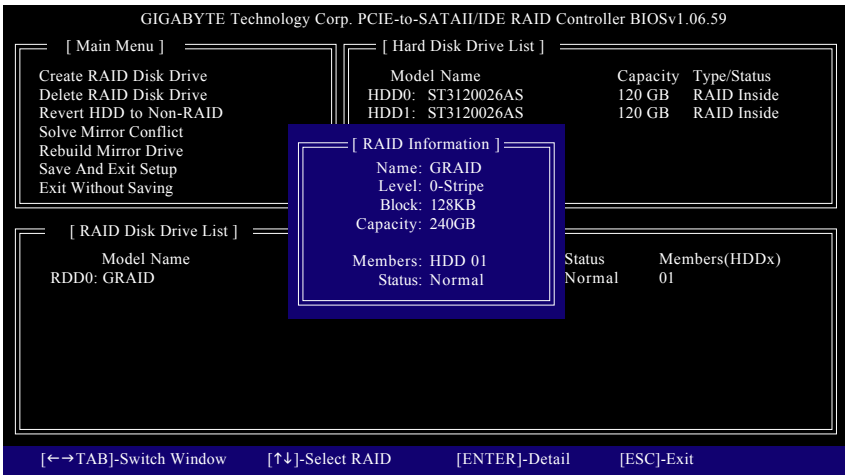 GIGABYTE Technology Corp. PCIE-to-SATAII/IDE RAID Controller BIOSv1.06.59
[ Main Menu ]
Create RAID Disk Drive
Delete RAID Disk Drive
Revert HDD to Non-RAID
Solve Mirror Conflict
Rebuild Mirror Drive
Save And Exit Setup
Exit Without Saving
[ Hard Disk Drive List ]
Model Name Capacity Type/Status
HDD0: ST3120026AS 120 GB RAID Inside
HDD1: ST3120026AS 120 GB RAID Inside
[ RAID Information ]
Name: GRAID
Level: 0-Stripe
Block: 128KB
Capacity: 240GB
Members: HDD 01
Status: Normal
[ RAID Disk Drive List ]
Model Name Status Members(HDDx)
RDD0: GRAID Normal 01
[←→TAB]-Switch Window [↑↓]-Select RAID [ENTER]-Detail [ESC]-Exit